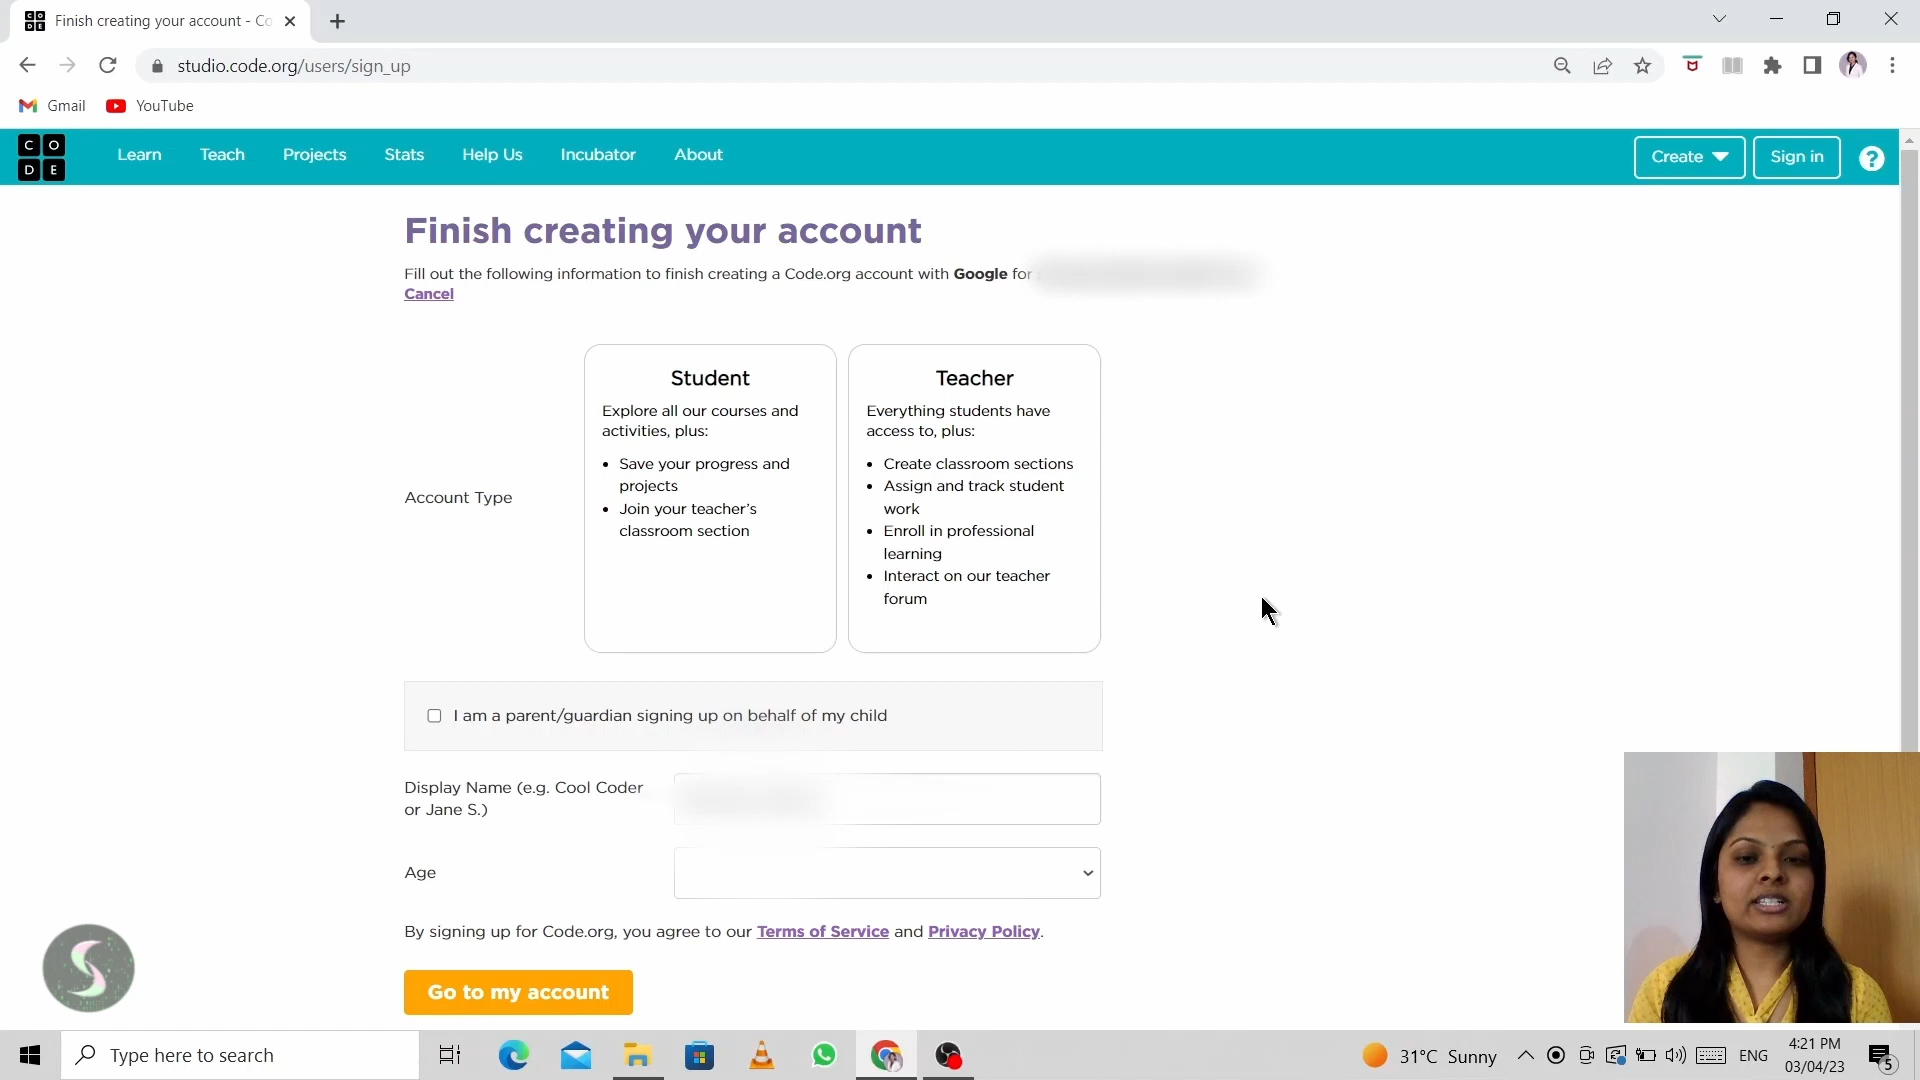 Finish creating your account - Co
studio.code.org/users/sign_up
Gmail YouTube
C O
D E
Learn Teach Projects Stats Help Us Incubator About Create Sign in ?
Finish creating your account
Fill out the following information to finish creating a Code.org account with Google for
Cancel
Account Type
Student
Explore all our courses and
activities, plus:
• Save your progress and
projects
• Join your teacher’s
classroom section
Teacher
Everything students have
access to, plus:
• Create classroom sections
• Assign and track student
work
• Enroll in professional
learning
• Interact on our teacher
forum
I am a parent/guardian signing up on behalf of my child
Display Name (e.g. Cool Coder
or Jane S.)
Age
By signing up for Code.org, you agree to our Terms of Service and Privacy Policy.
Go to my account
S
Type here to search
31°C Sunny
ENG
4:21 PM
03/04/23
5